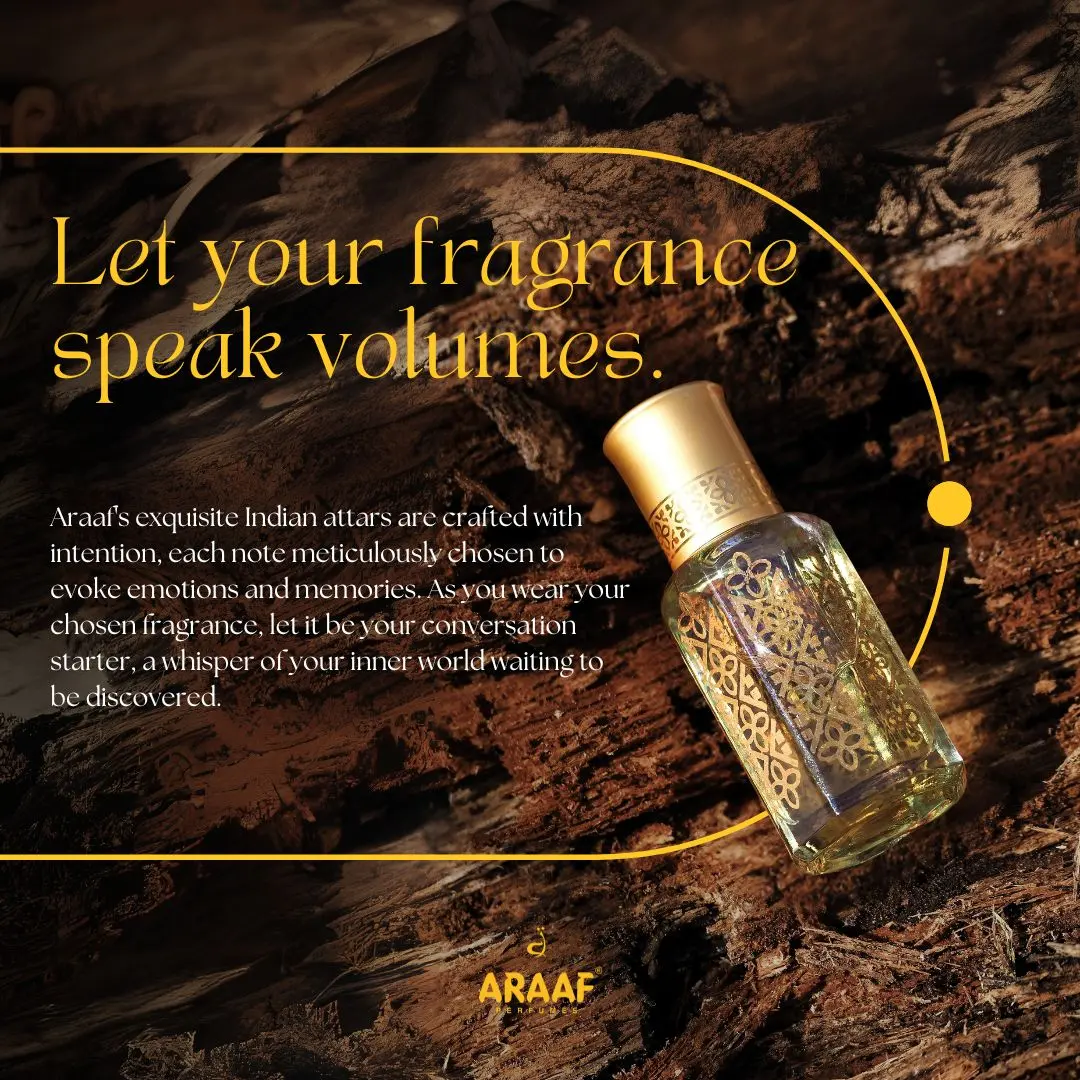 Let your fragrance
speak volumes.
Araaf's exquisite Indian attars are crafted with
intention, each note meticulously chosen to
evoke emotions and memories. As you wear your
chosen fragrance, let it be your conversation
starter, a whisper of your inner world waiting to
be discovered.
ARAAF®
PERFUMES